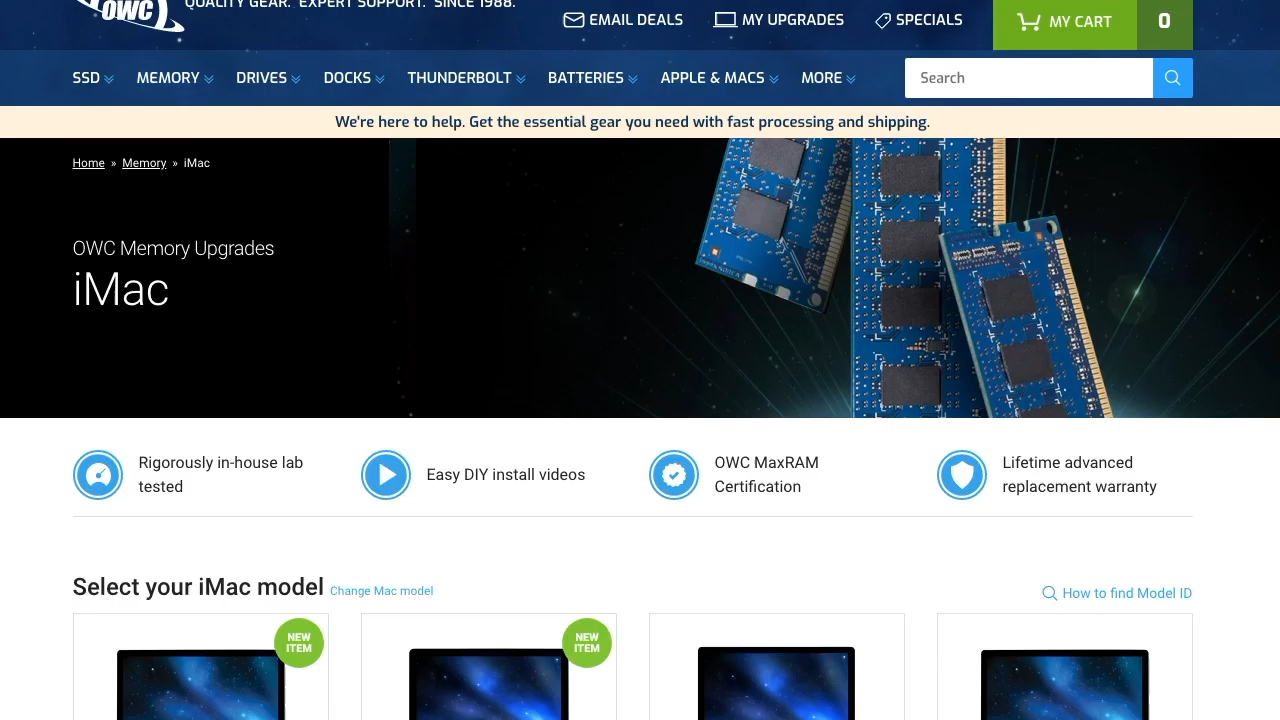 OWC
QUALITY GEAR. EXPERT SUPPORT. SINCE 1988.
EMAIL DEALS
MY UPGRADES
SPECIALS
MY CART
0
SSD
MEMORY
DRIVES
DOCKS
THUNDERBOLT
BATTERIES
APPLE & MACS
MORE
Search
We're here to help. Get the essential gear you need with fast processing and shipping.
Home » Memory » iMac
OWC Memory Upgrades
iMac
Rigorously in-house lab
tested
Easy DIY install videos
OWC MaxRAM
Certification
Lifetime advanced
replacement warranty
Select your iMac model
Change Mac model
How to find Model ID
NEW
ITEM
NEW
ITEM